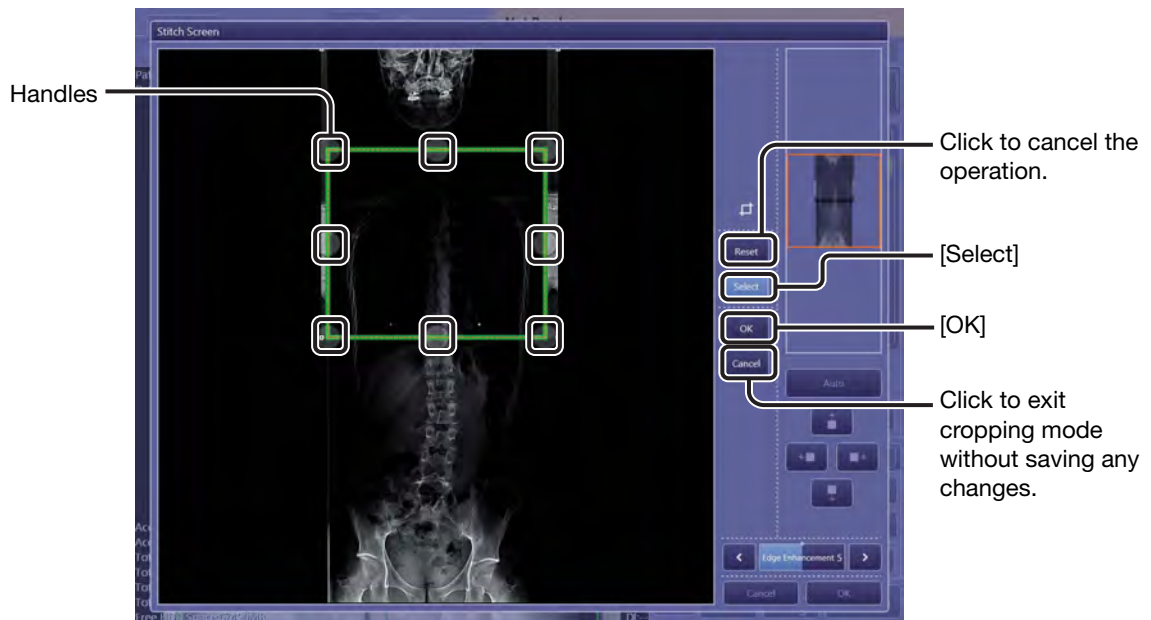 Stitch Screen
Handles
Click to cancel the
operation.
Reset
[Select]
Select
[OK]
OK
Cancel
Click to exit
cropping mode
without saving any
changes.
Auto
Edge Enhancement 5
Cancel
OK